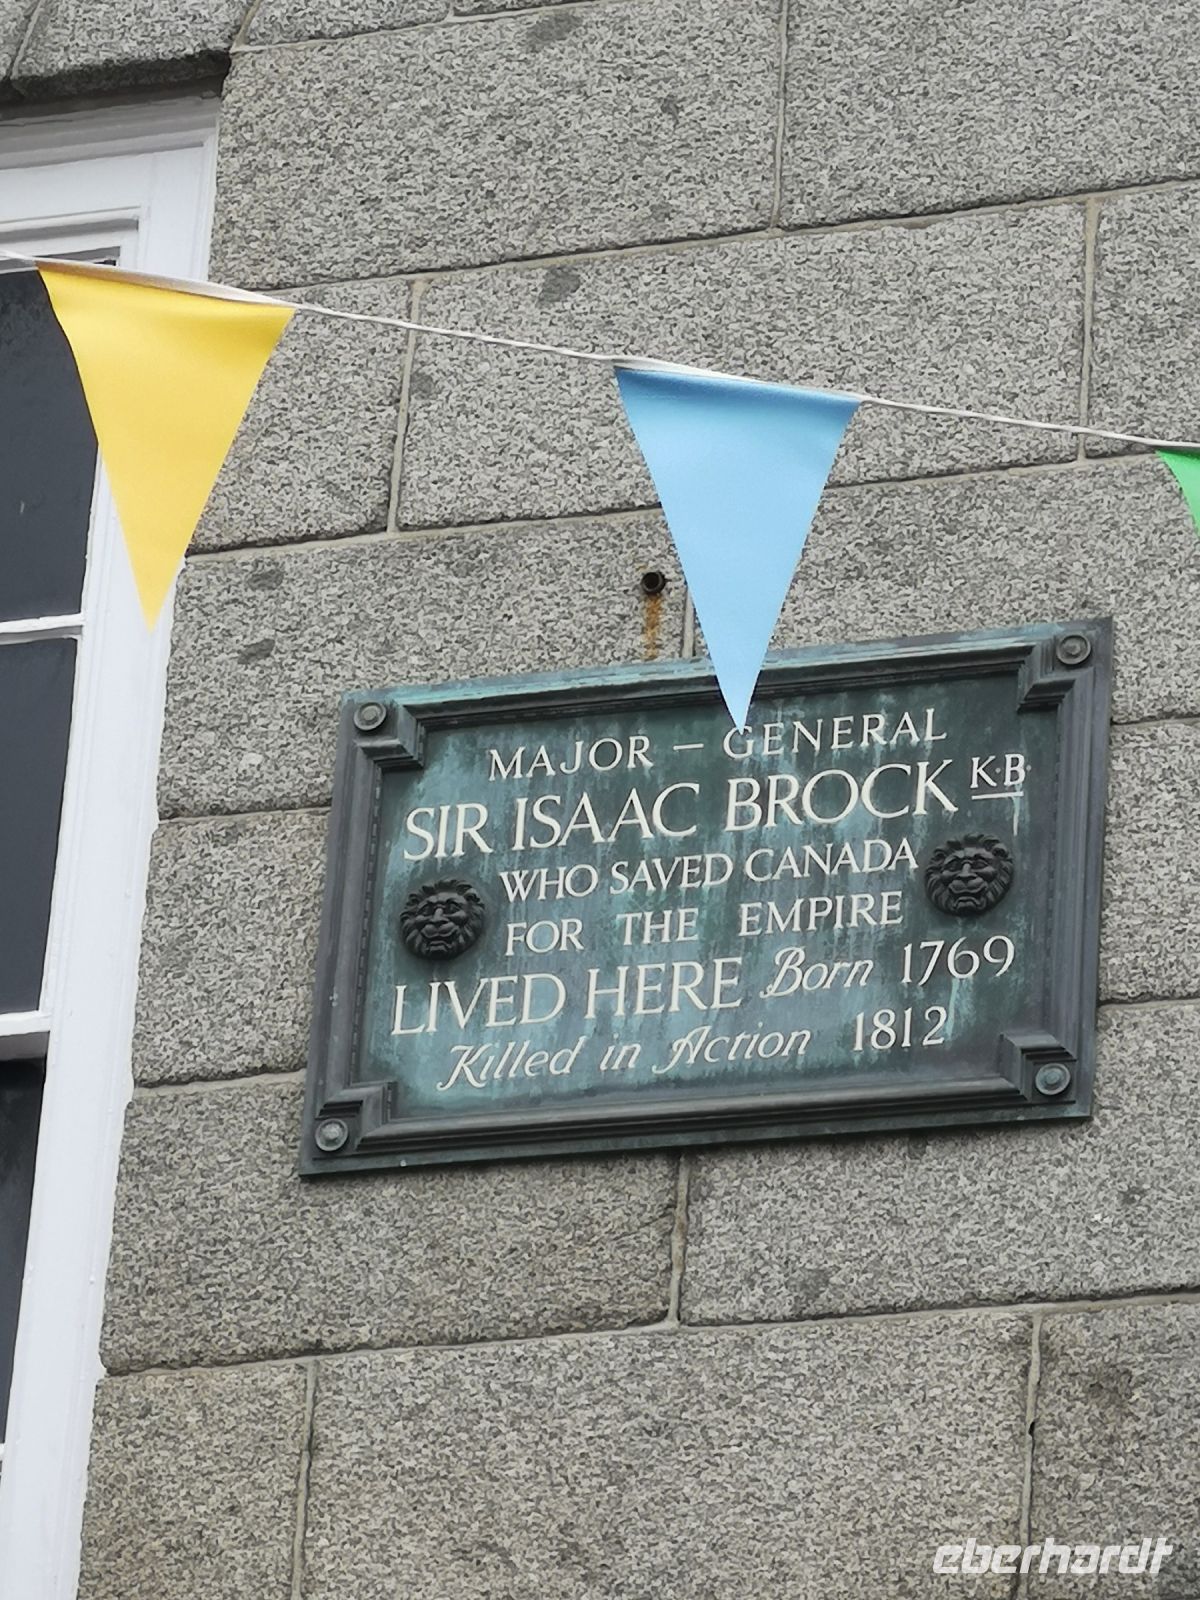 MAJOR – GENERAL
SIR ISAAC BROCK K·B·
WHO SAVED CANADA
FOR THE EMPIRE
LIVED HERE Born 1769
Killed in Action 1812
eberhardt